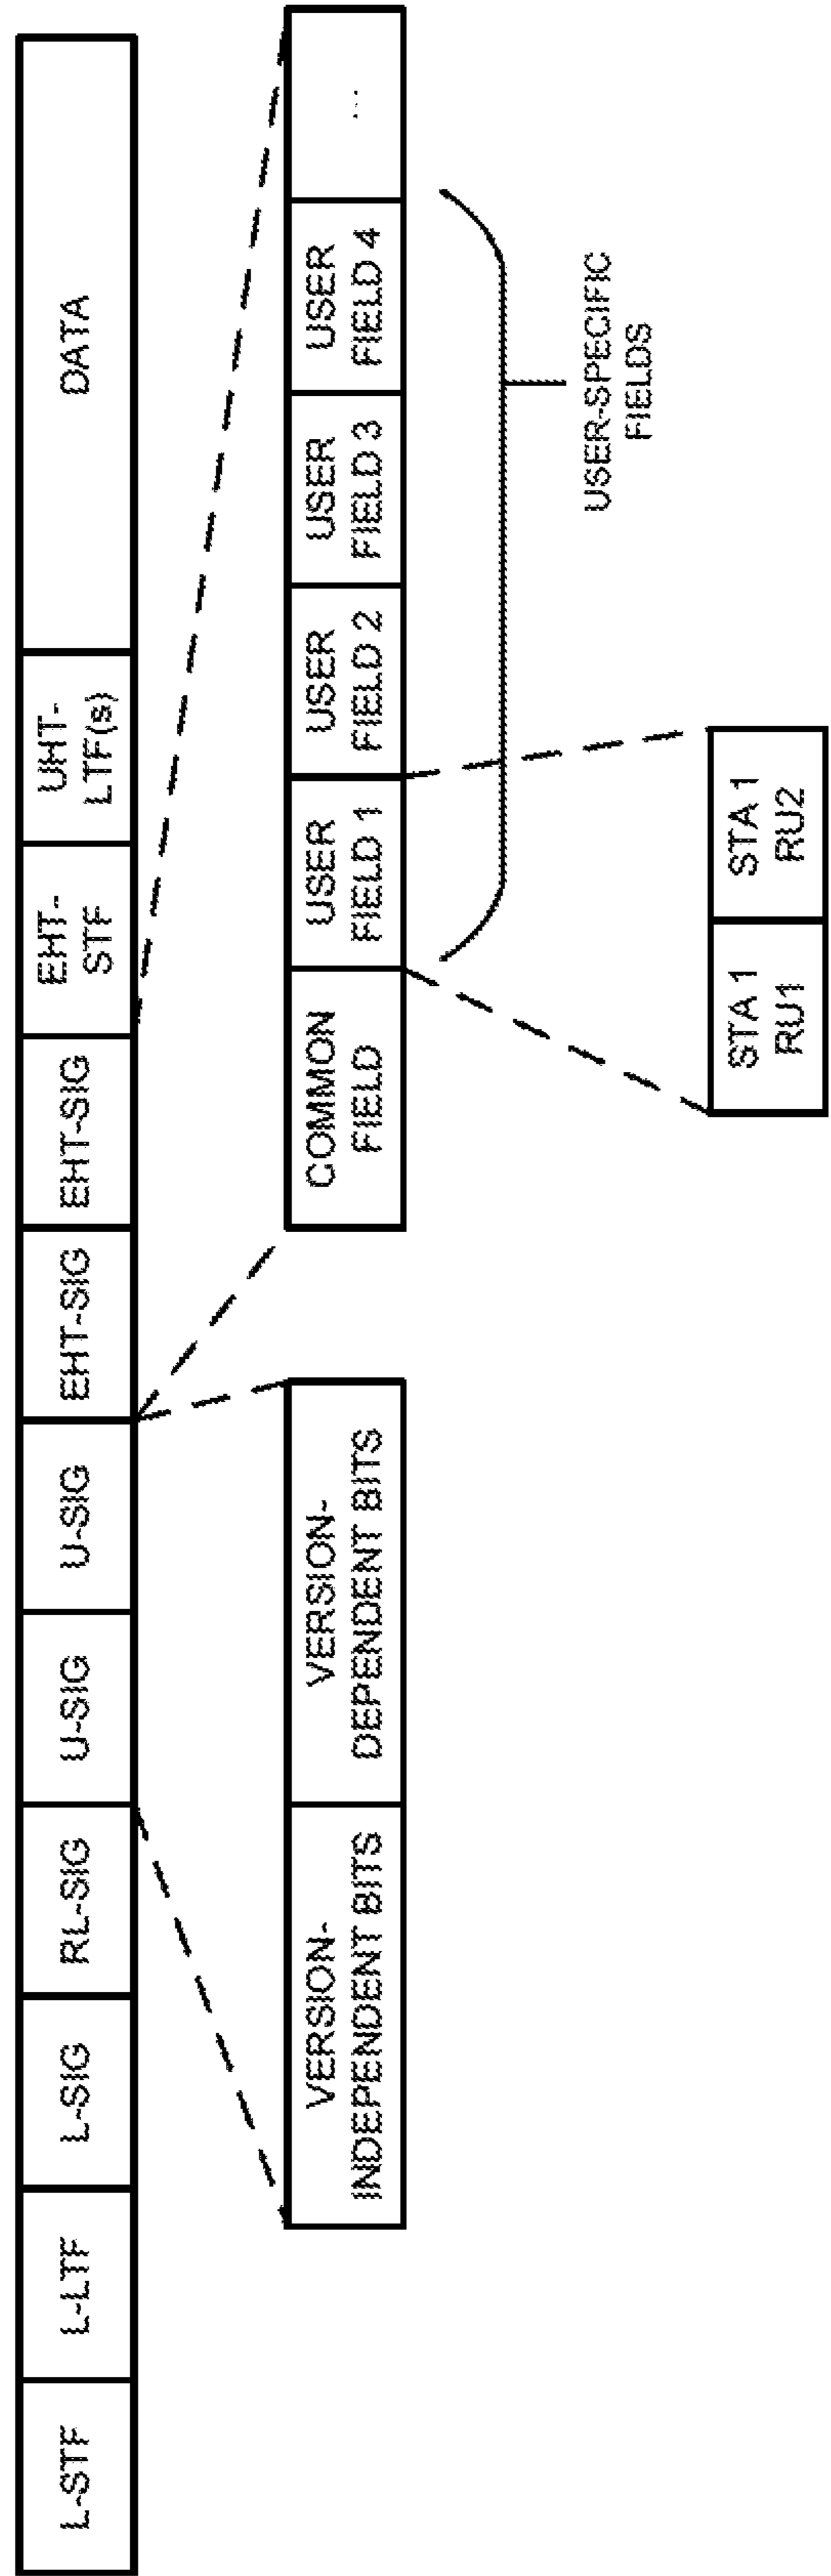 L-STF
L-LTF
L-SIG
RL-SIG
U-SIG
U-SIG
EHT-SIG
EHT-SIG
EHT-
STF
UHT-
LTF(s)
DATA
VERSION-
INDEPENDENT BITS
VERSION-
DEPENDENT BITS
COMMON
FIELD
USER
FIELD 1
USER
FIELD 2
USER
FIELD 3
USER
FIELD 4
...
USER-SPECIFIC
FIELDS
STA 1
RU1
STA 1
RU2